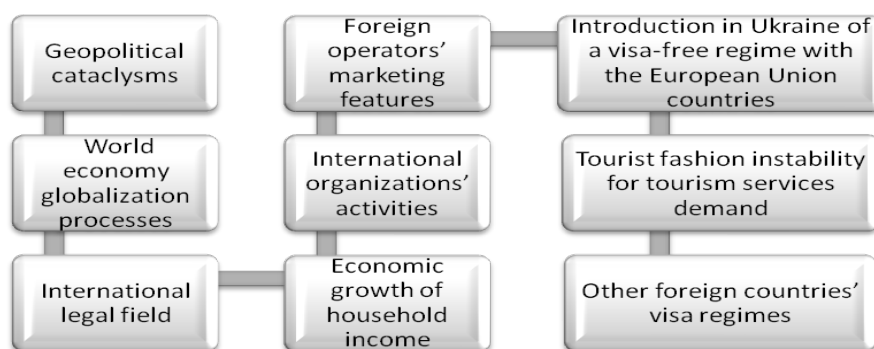 Geopolitical
cataclysms
World
economy
globalization
processes
International
legal field
Economic
growth of
household
income
International
organizations’
activities
Foreign
operators’
marketing
features
Introduction in Ukraine of
a visa-free regime with
the European Union
countries
Tourist fashion instability
for tourism services
demand
Other foreign countries’
visa regimes